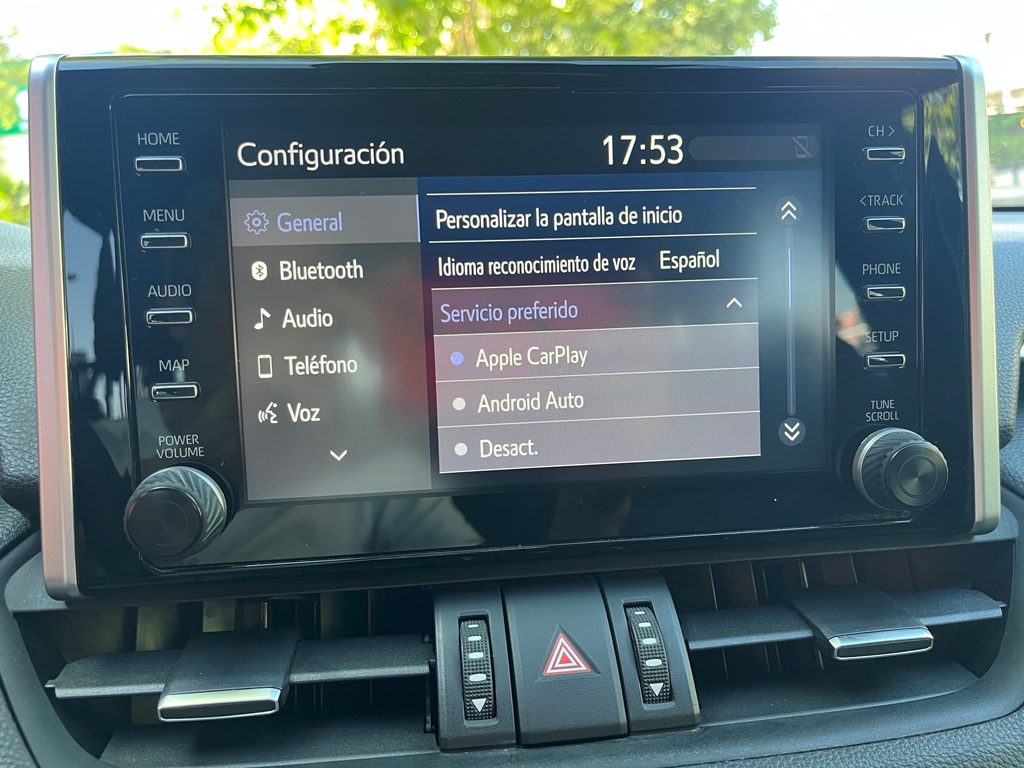 HOME
MENU
AUDIO
MAP
POWER
VOLUME
Configuración
17:53
General
Bluetooth
Audio
Teléfono
Voz
Personalizar la pantalla de inicio
Idioma reconocimiento de voz Español
Servicio preferido
Apple CarPlay
Android Auto
Desact.
CH >
< TRACK
PHONE
SETUP
TUNE
SCROLL